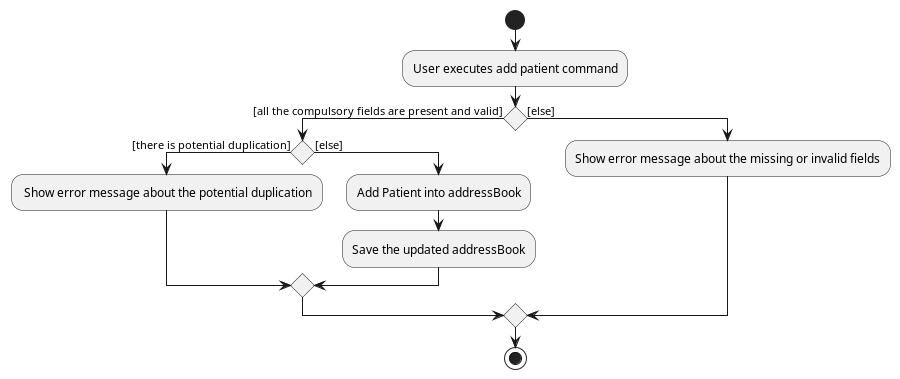 User executes add patient command
[all the compulsory fields are present and valid]
[else]
[there is potential duplication]
[else]
Show error message about the missing or invalid fields
Show error message about the potential duplication
Add Patient into addressBook
Save the updated addressBook